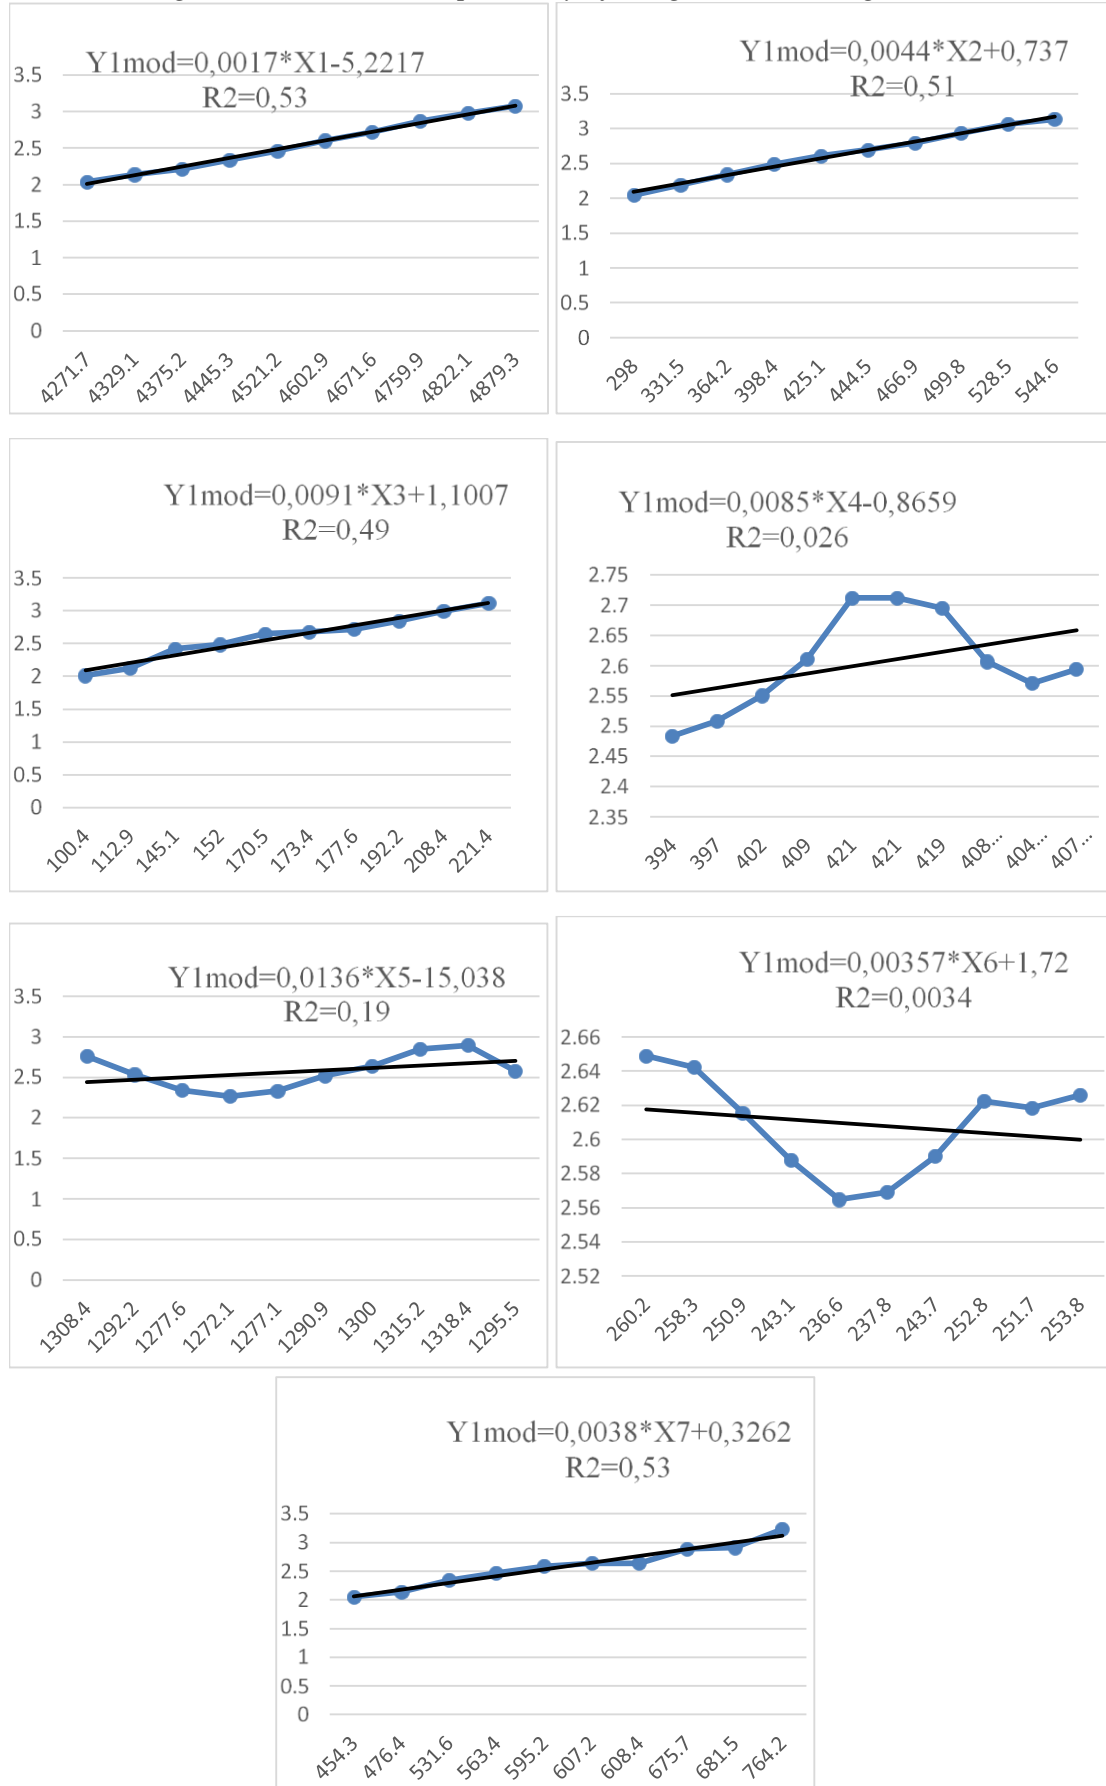 Y1mod=0,0017*X1-5,2217
R2=0,53
3.5
3
2.5
2
1.5
1
0.5
0
4271.7 4329.1 4375.2 4445.3 4521.2 4602.9 4671.6 4759.9 4822.1 4879.3
Y1mod=0,0044*X2+0,737
R2=0,51
3.5
3
2.5
2
1.5
1
0.5
0
298 331.5 364.2 398.4 425.1 444.5 466.9 499.8 528.5 544.6
Y1mod=0,0091*X3+1,1007
R2=0,49
3.5
3
2.5
2
1.5
1
0.5
0
100.4 112.9 145.1 152 170.5 173.4 177.6 192.2 208.4 221.4
Y1mod=0,0085*X4-0,8659
R2=0,026
2.75
2.7
2.65
2.6
2.55
2.5
2.45
2.4
2.35
394 397 402 409 421 421 419 408... 404... 407...
Y1mod=0,0136*X5-15,038
R2=0,19
3.5
3
2.5
2
1.5
1
0.5
0
1308.4 1292.2 1277.6 1272.1 1277.1 1290.9 1300 1315.2 1318.4 1295.5
Y1mod=0,00357*X6+1,72
R2=0,0034
2.66
2.64
2.62
2.6
2.58
2.56
2.54
2.52
260.2 258.3 250.9 243.1 236.6 237.8 243.7 252.8 251.7 253.8
Y1mod=0,0038*X7+0,3262
R2=0,53
3.5
3
2.5
2
1.5
1
0.5
0
454.3 476.4 531.6 563.4 595.2 607.2 608.4 675.7 681.5 764.2